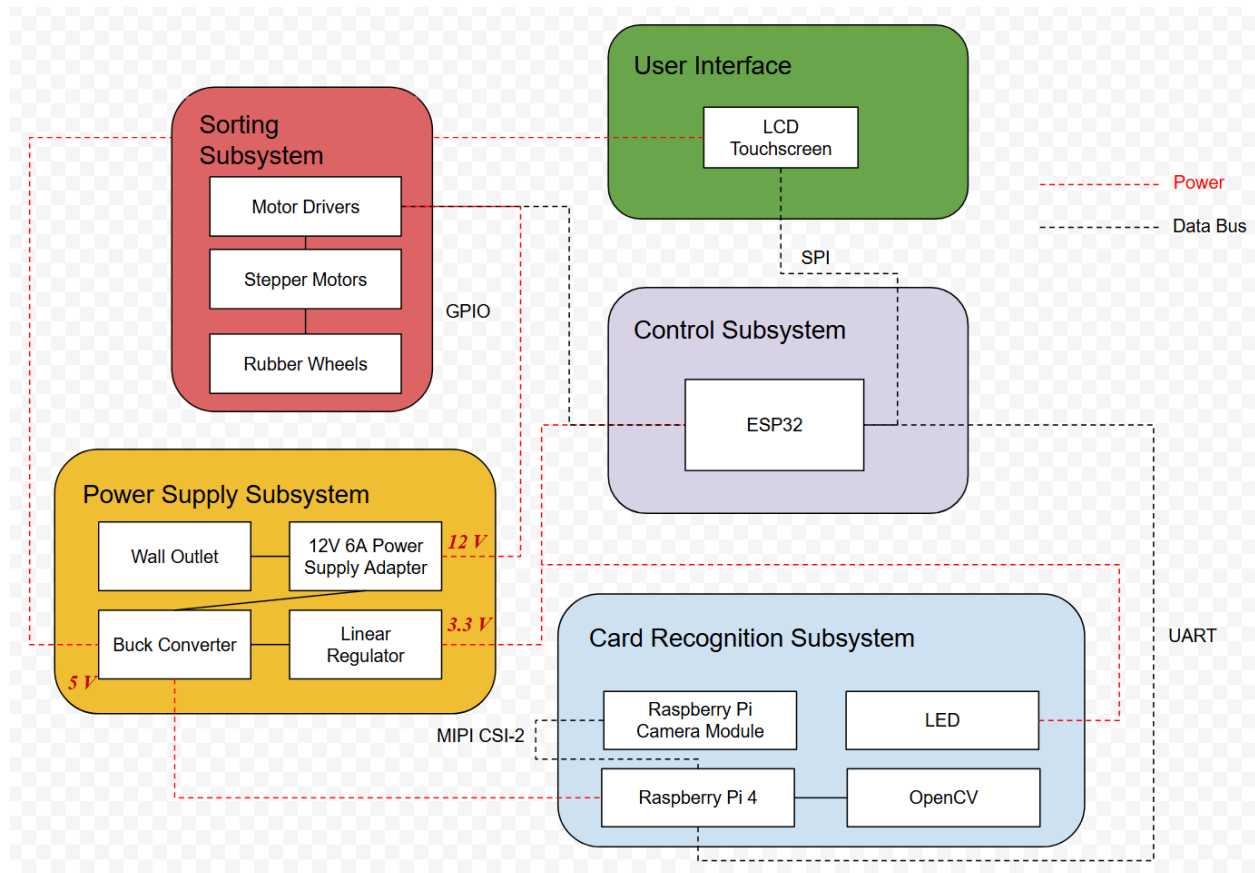 User Interface
LCD
Touchscreen
Sorting
Subsystem
Motor Drivers
Stepper Motors
Rubber Wheels
GPIO
SPI
Power
Data Bus
Control Subsystem
ESP32
Power Supply Subsystem
Wall Outlet
12V 6A Power
Supply Adapter
12 V
Buck Converter
Linear
Regulator
3.3 V
5 V
Card Recognition Subsystem
UART
Raspberry Pi
Camera Module
LED
MIPI CSI-2
Raspberry Pi 4
OpenCV